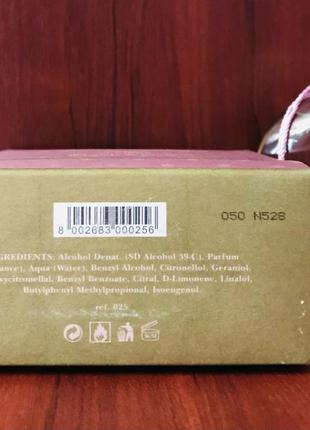 050 N528
8 002683 000256
GREDIENTS: Alcohol Denat. (SD Alcohol 39-C), Parfum
ance), Aqua (Water), Benzyl Alcohol, Citronellol, Geraniol,
oxycitronellal, Benzyl Benzoate, Citral, D-Limonene, Linalol,
Butylphenyl Methylpropional, Isoeugenol.
ref. 825